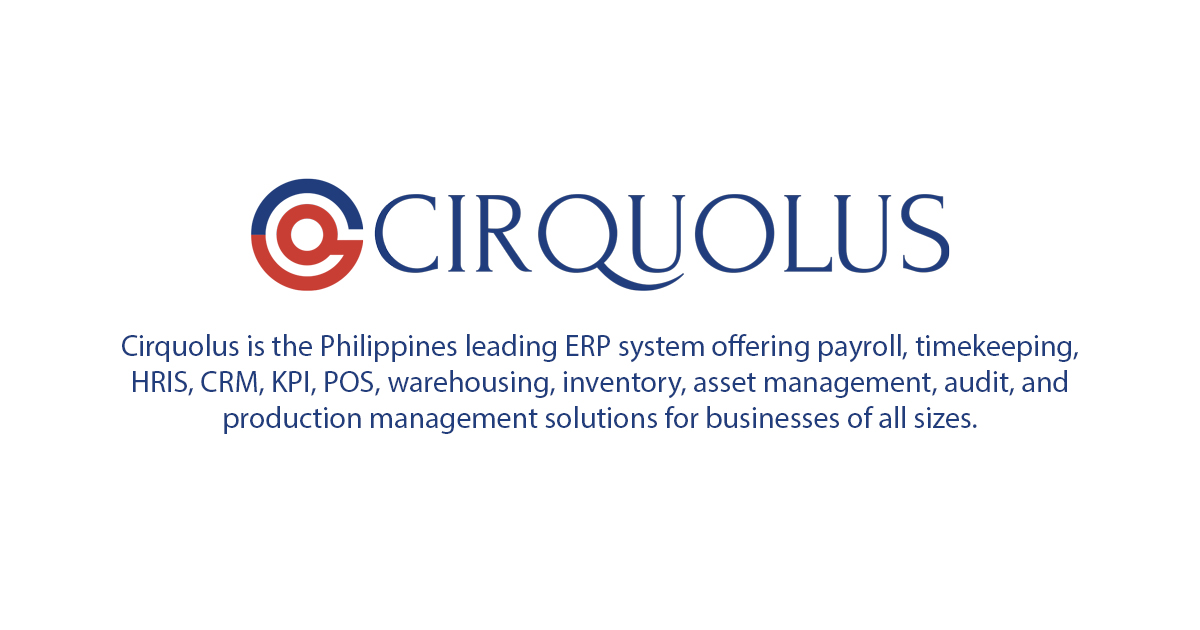 CIRQUOLUS
Cirquolus is the Philippines leading ERP system offering payroll, timekeeping,
HRIS, CRM, KPI, POS, warehousing, inventory, asset management, audit, and
production management solutions for businesses of all sizes.